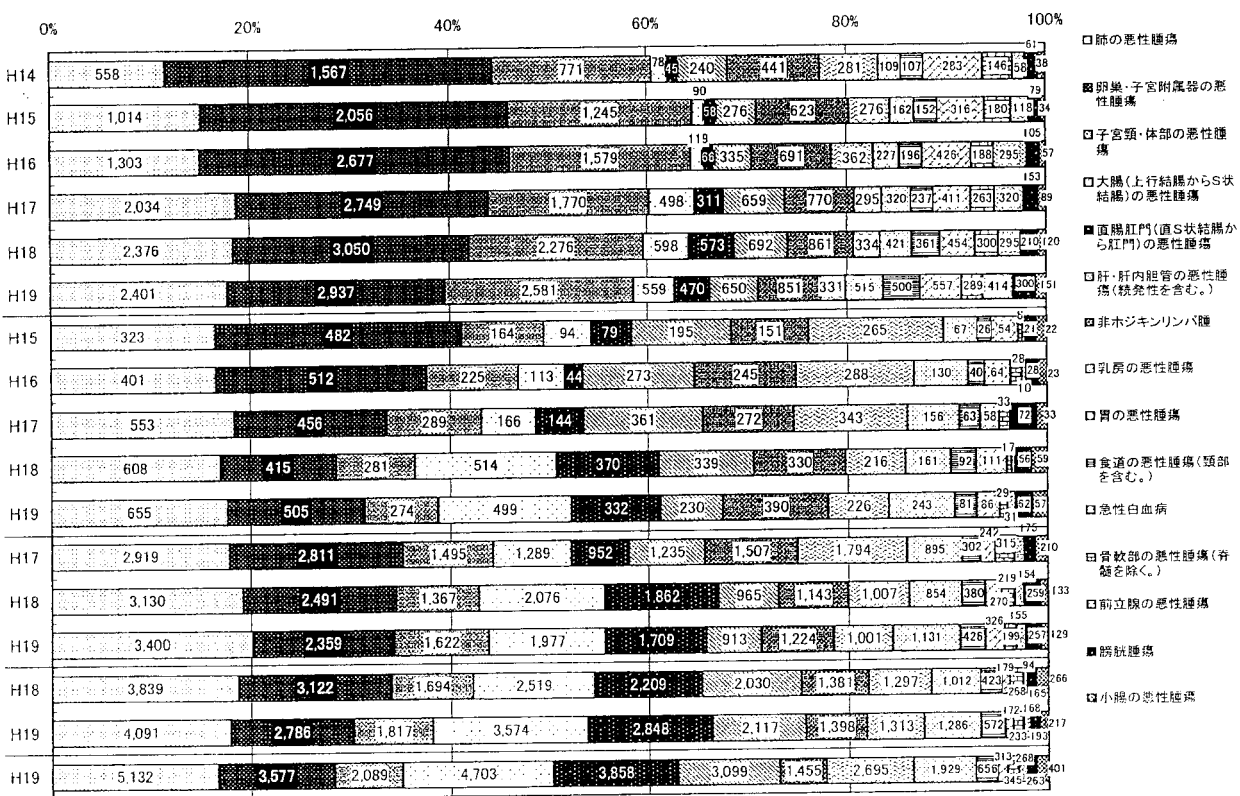 0% 20% 40% 60% 80% 100%
61
H14 558 1,567 771 78 240 441 281 109 107 283 146 58 38
90 79
H15 1,014 2,056 1,245 276 623 276 162 152 316 180 118 34
119 105
H16 1,303 2,677 1,579 66 335 691 362 227 196 426 188 295 57
153
H17 2,034 2,749 1,770 498 311 659 770 295 320 237 411 263 320 89
H18 2,376 3,050 2,276 598 573 692 861 334 421 361 454 300 295 210 120
H19 2,401 2,937 2,581 559 470 650 851 331 515 500 557 289 414 300 151
H15 323 482 164 94 79 195 151 265 67 26 54 21 22
28
H16 401 512 225 113 44 273 245 288 130 40 64 28 23
10
33
H17 553 456 289 166 144 361 272 343 156 63 58 72 33
17
H18 608 415 281 514 370 339 330 216 161 92 111 56 59
29
H19 655 505 274 499 332 230 390 226 243 81 86 62 57
31
242 175
H17 2,919 2,811 1,495 1,289 952 1,235 1,507 1,794 895 302 315 210
219 154
H18 3,130 2,491 1,367 2,076 1,862 965 1,143 1,007 854 380 259 133
270
326 155
H19 3,400 2,359 1,622 1,977 1,709 913 1,224 1,001 1,131 426 199 257 129
179 94
H18 3,839 3,122 1,694 2,519 2,209 2,030 1,381 1,297 1,012 423 266
268 165
172 168
H19 4,091 2,786 1,817 3,574 2,848 2,117 1,398 1,313 1,286 572 217
233 193
313 268
H19 5,132 3,577 2,089 4,703 3,858 3,099 1,455 2,695 1,929 656 401
345 263
肺の悪性腫瘍
卵巣・子宮附属器の悪
性腫瘍
子宮頸・体部の悪性腫
瘍
大腸(上行結腸からS状
結腸)の悪性腫瘍
直腸肛門(直S状結腸か
ら肛門)の悪性腫瘍
肝・肝内胆管の悪性腫
瘍(続発性を含む。)
非ホジキンリンパ腫
乳房の悪性腫瘍
胃の悪性腫瘍
食道の悪性腫瘍(頸部
を含む。)
急性白血病
骨軟部の悪性腫瘍(脊
髄を除く。)
前立腺の悪性腫瘍
膀胱腫瘍
小腸の悪性腫瘍